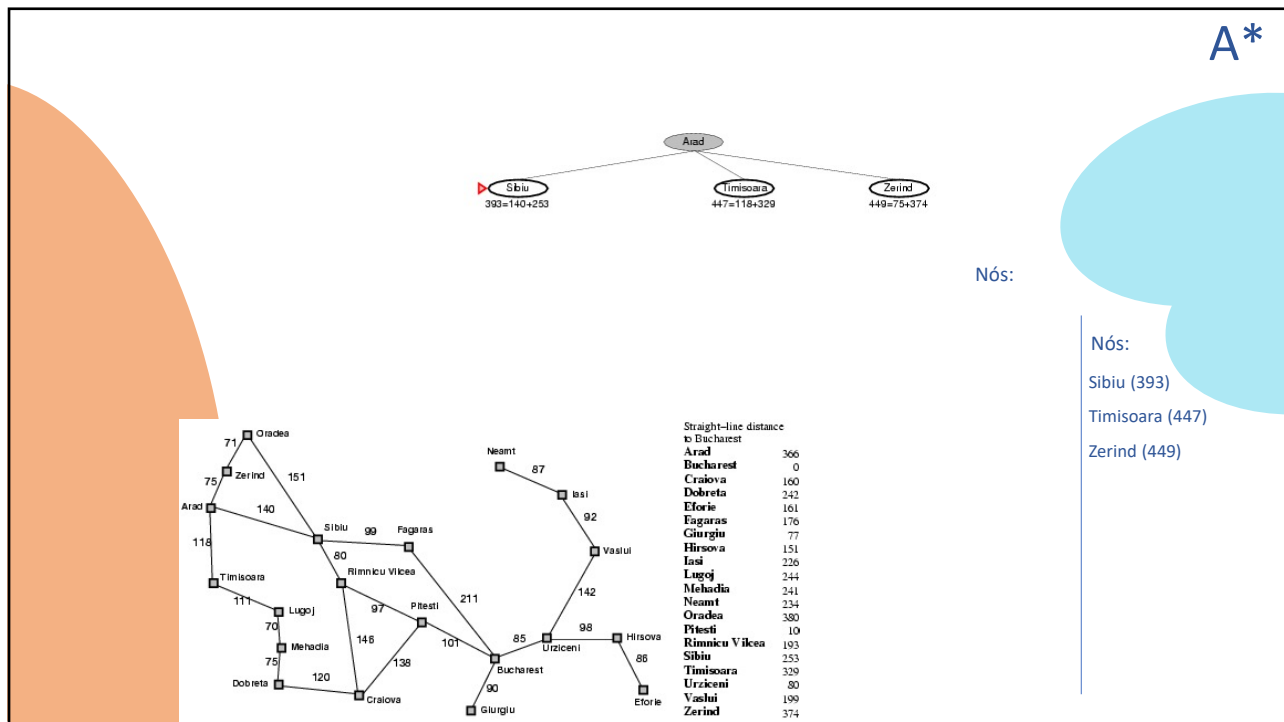 A*
Arad
Sibiu
Timisoara
Zerind
393=140+253
447=118+329
449=75+374
Nós:
Nós:
Sibiu (393)
Timisoara (447)
Zerind (449)
Oradea
71
Neamt
Zerind
151
87
75
Iasi
Arad
140
92
Sibiu
99
Fagaras
118
80
Vaslui
Timisoara
Rimnicu Vilcea
142
111
Lugoj
97
Pitesti
211
70
98
Hirsova
146
101
85
Urziceni
Mehadia
138
86
75
Bucharest
120
90
Dobreta
Craiova
Giurgiu
Eforie
Straight-line distance
to Bucharest
Arad 366
Bucharest 0
Craiova 160
Dobreta 242
Eforie 161
Fagaras 176
Giurgiu 77
Hirsova 151
Iasi 226
Lugoj 244
Mehadia 241
Neamt 234
Oradea 380
Pitesti 10
Rimnicu Vilcea 193
Sibiu 253
Timisoara 329
Urziceni 80
Vaslui 199
Zerind 374